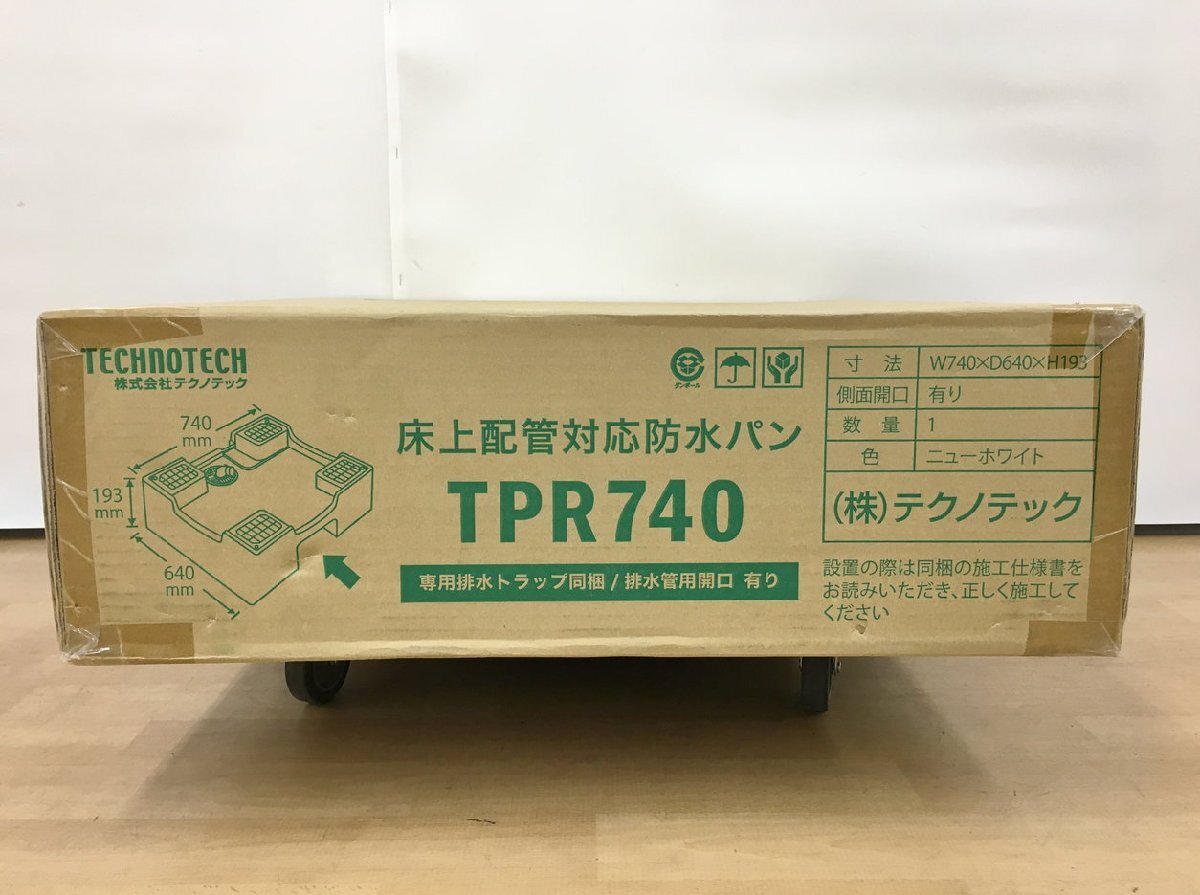 TECHNOTECH
株式会社テクノテック
740
mm
193
mm
640
mm
ダンボール
床上配管対応防水パン
TPR740
専用排水トラップ同梱 / 排水管用開口 有り
寸 法 W740×D640×H193
側面開口 有り
数 量 1
色 ニューホワイト
(株)テクノテック
設置の際は同梱の施工仕様書を
お読みいただき、正しく施工して
ください